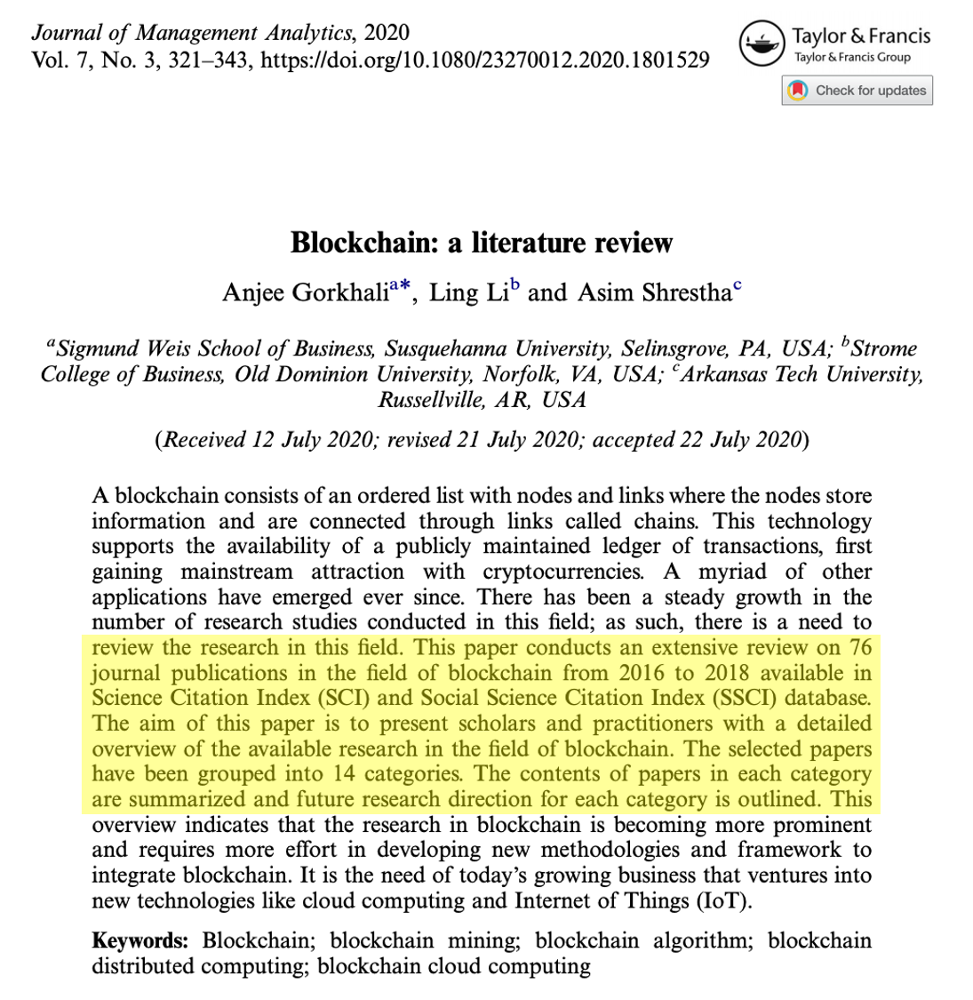 Journal of Management Analytics, 2020
Vol. 7, No. 3, 321–343, https://doi.org/10.1080/23270012.2020.1801529
Taylor & Francis
Taylor & Francis Group
Check for updates
Blockchain: a literature review
Anjee Gorkhaliᵃ*, Ling Liᵇ and Asim Shresthaᶜ
ᵃSigmund Weis School of Business, Susquehanna University, Selinsgrove, PA, USA; ᵇStrome
College of Business, Old Dominion University, Norfolk, VA, USA; ᶜArkansas Tech University,
Russellville, AR, USA
(Received 12 July 2020; revised 21 July 2020; accepted 22 July 2020)
A blockchain consists of an ordered list with nodes and links where the nodes store
information and are connected through links called chains. This technology
supports the availability of a publicly maintained ledger of transactions, first
gaining mainstream attraction with cryptocurrencies. A myriad of other
applications have emerged ever since. There has been a steady growth in the
number of research studies conducted in this field; as such, there is a need to
review the research in this field. This paper conducts an extensive review on 76
journal publications in the field of blockchain from 2016 to 2018 available in
Science Citation Index (SCI) and Social Science Citation Index (SSCI) database.
The aim of this paper is to present scholars and practitioners with a detailed
overview of the available research in the field of blockchain. The selected papers
have been grouped into 14 categories. The contents of papers in each category
are summarized and future research direction for each category is outlined. This
overview indicates that the research in blockchain is becoming more prominent
and requires more effort in developing new methodologies and framework to
integrate blockchain. It is the need of today’s growing business that ventures into
new technologies like cloud computing and Internet of Things (IoT).
Keywords: Blockchain; blockchain mining; blockchain algorithm; blockchain
distributed computing; blockchain cloud computing